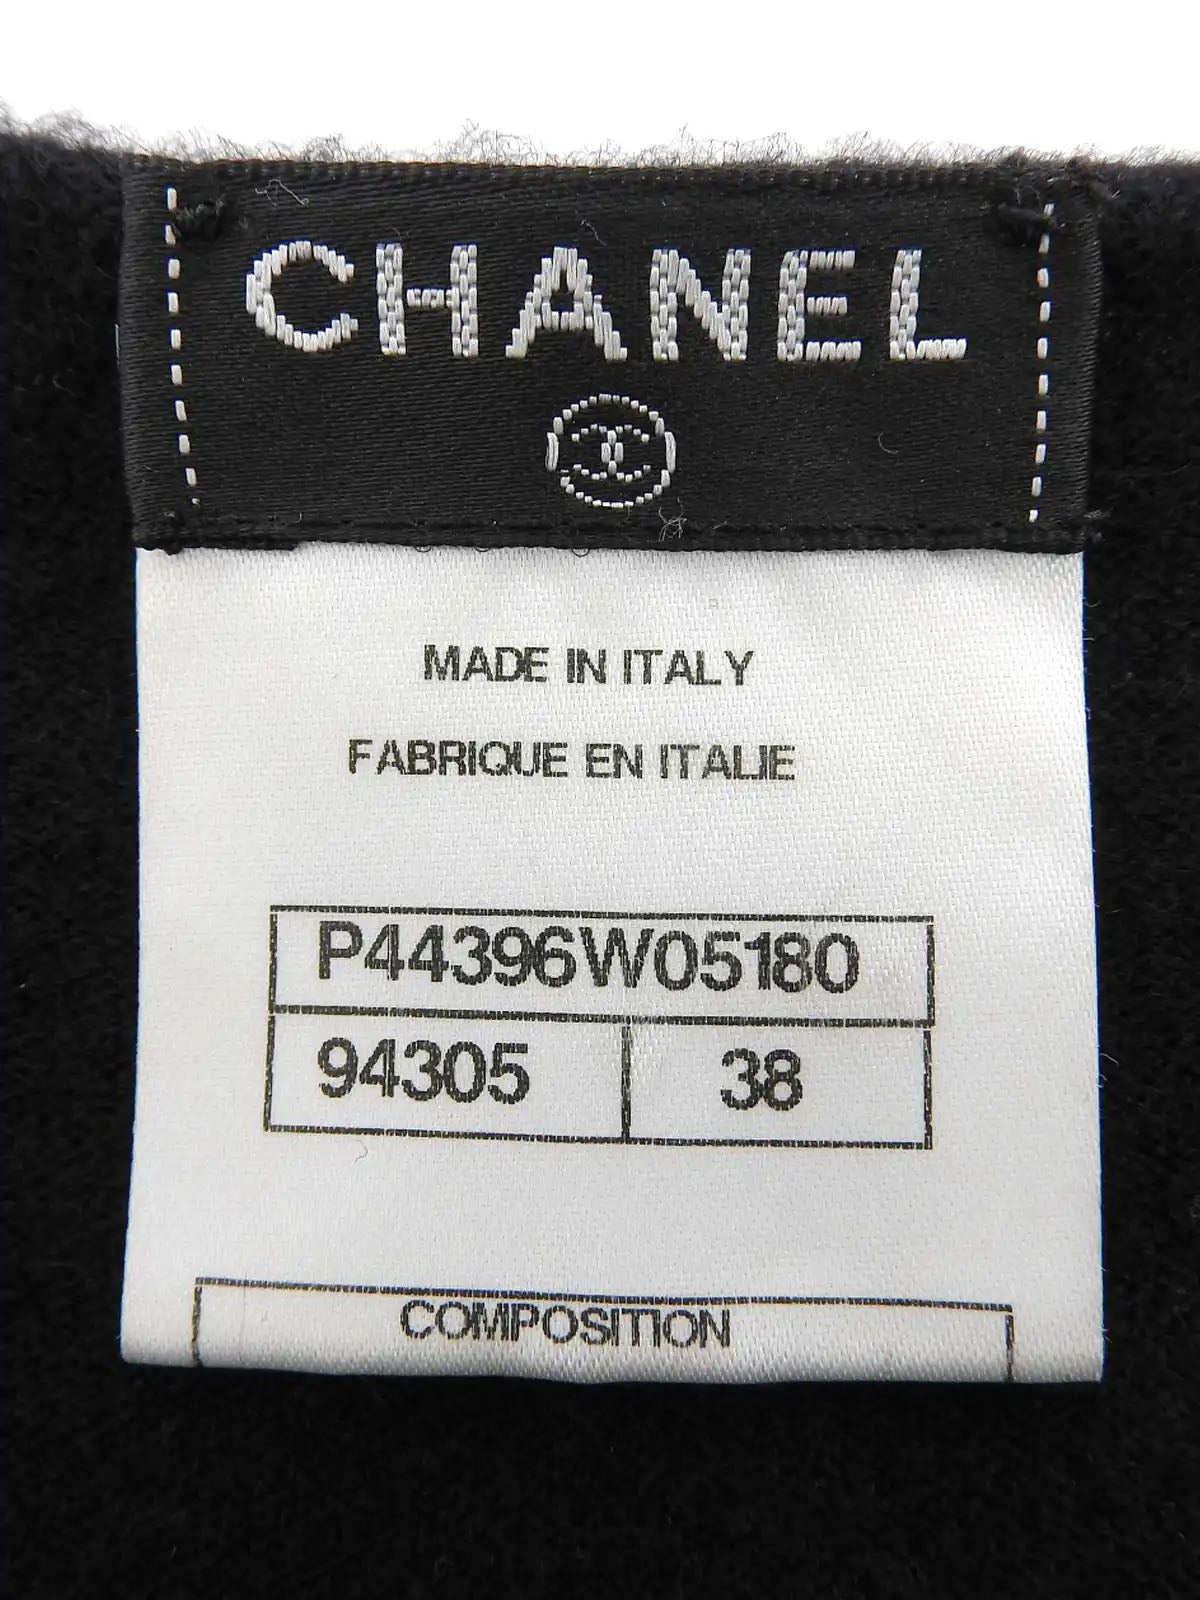 CHANEL
MADE IN ITALY
FABRIQUE EN ITALIE
P44396W05180
94305 38
COMPOSITION